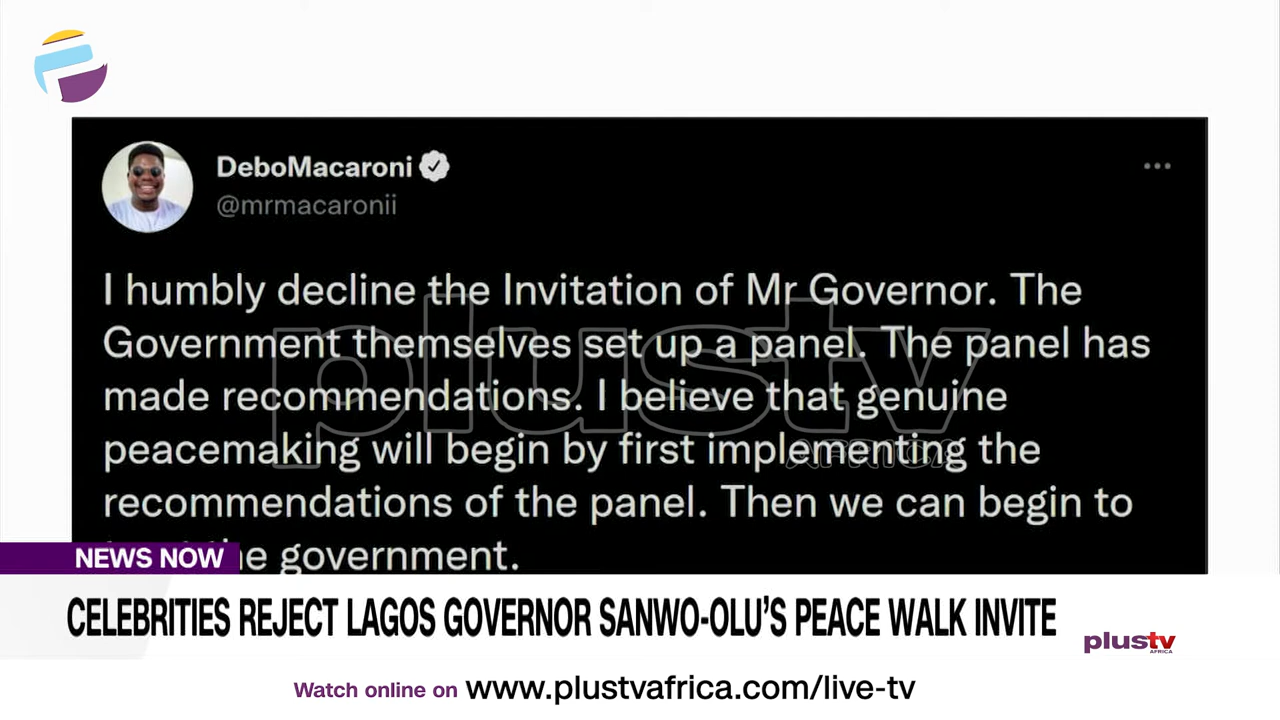 DeboMacaroni
@mrmacaronii
I humbly decline the Invitation of Mr Governor. The
Government themselves set up a panel. The panel has
made recommendations. I believe that genuine
peacemaking will begin by first implementing the
recommendations of the panel. Then we can begin to
government.
plustv
AFRICA
NEWS NOW
CELEBRITIES REJECT LAGOS GOVERNOR SANWO-OLU'S PEACE WALK INVITE
plustv
AFRICA
Watch online on www.plustvafrica.com/live-tv